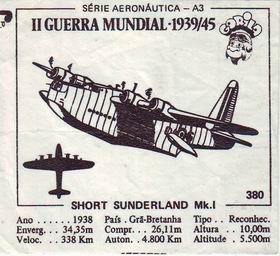 SÉRIE AERONÁUTICA – A3
II GUERRA MUNDIAL·1939/45
380
SHORT SUNDERLAND Mk.I
Ano ...... 1938 País . Grã-Bretanha Tipo .. Reconhec.
Enverg... 34,35m Compr. ... 26,11m Altura .. 10,00m
Veloc. .. 338 Km Auton.. 4.800 Km Altitude . 5.500m